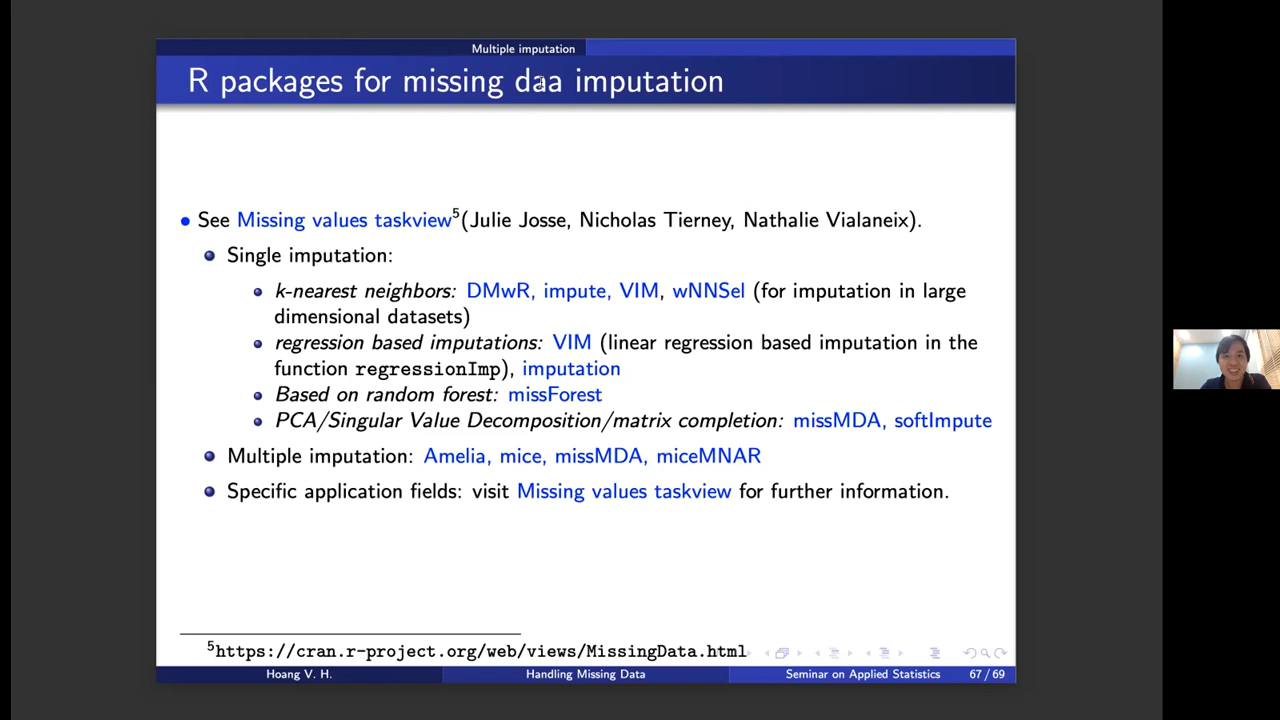 Multiple imputation
R packages for missing daa imputation
• See Missing values taskview5(Julie Josse, Nicholas Tierney, Nathalie Vialaneix).
Single imputation:
k-nearest neighbors: DMwR, impute, VIM, wNNSel (for imputation in large
dimensional datasets)
regression based imputations: VIM (linear regression based imputation in the
function regressionImp), imputation
Based on random forest: missForest
PCA/Singular Value Decomposition/matrix completion: missMDA, softImpute
Multiple imputation: Amelia, mice, missMDA, miceMNAR
Specific application fields: visit Missing values taskview for further information.
5https://cran.r-project.org/web/views/MissingData.html
Hoang V. H. Handling Missing Data Seminar on Applied Statistics 67 / 69